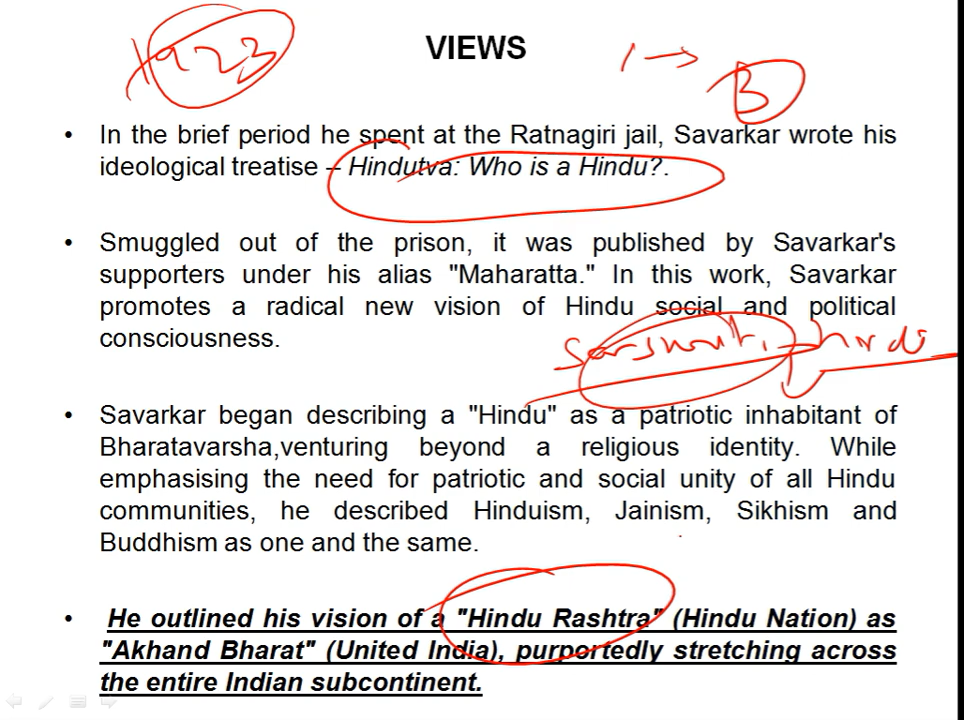 1923
VIEWS
1 → B
• In the brief period he spent at the Ratnagiri jail, Savarkar wrote his
ideological treatise – Hindutva: Who is a Hindu?.
• Smuggled out of the prison, it was published by Savarkar's
supporters under his alias "Maharatta." In this work, Savarkar
promotes a radical new vision of Hindu social and political
consciousness.
• Savarkar began describing a "Hindu" as a patriotic inhabitant of
Bharatavarsha,venturing beyond a religious identity. While
emphasising the need for patriotic and social unity of all Hindu
communities, he described Hinduism, Jainism, Sikhism and
Buddhism as one and the same.
• He outlined his vision of a "Hindu Rashtra" (Hindu Nation) as
"Akhand Bharat" (United India), purportedly stretching across
the entire Indian subcontinent.